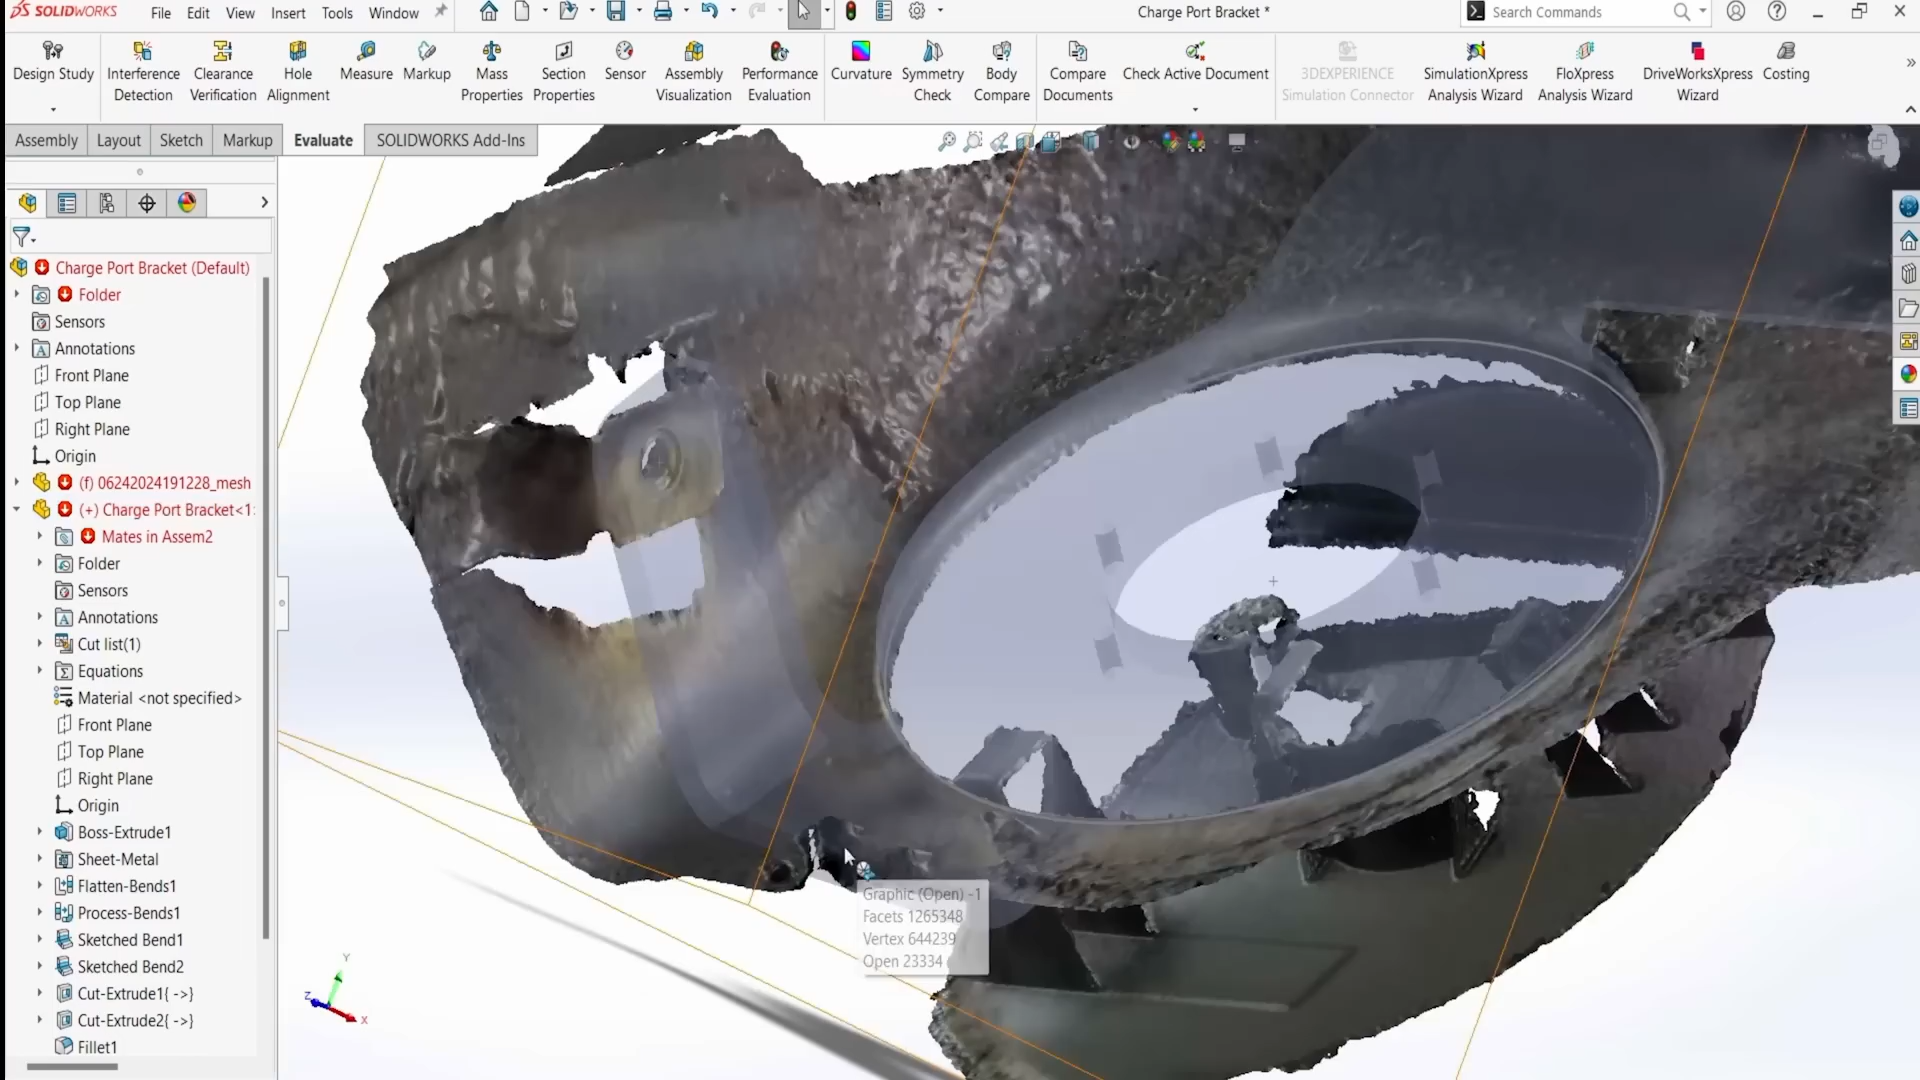 SOLIDWORKS File Edit View Insert Tools Window Charge Port Bracket * Search Commands
Design Study
Interference Detection
Clearance Verification
Hole Alignment
Measure
Markup
Mass Properties
Section Properties
Sensor
Assembly Visualization
Performance Evaluation
Curvature
Symmetry Check
Body Compare
Compare Documents
Check Active Document
3DEXPERIENCE Simulation Connector
SimulationXpress Analysis Wizard
FloXpress Analysis Wizard
DriveWorksXpress Wizard
Costing
Assembly Layout Sketch Markup Evaluate SOLIDWORKS Add-Ins
Charge Port Bracket (Default)
Folder
Sensors
Annotations
Front Plane
Top Plane
Right Plane
Origin
(f) 06242024191228_mesh
(+) Charge Port Bracket<1
Mates in Assem2
Folder
Sensors
Annotations
Cut list(1)
Equations
Material <not specified>
Front Plane
Top Plane
Right Plane
Origin
Boss-Extrude1
Sheet-Metal
Flatten-Bends1
Process-Bends1
Sketched Bend1
Sketched Bend2
Cut-Extrude1{ ->}
Cut-Extrude2{ ->}
Fillet1
Graphic (Open) -1
Facets 1265348
Vertex 644239
Open 23334
Y
Z
X